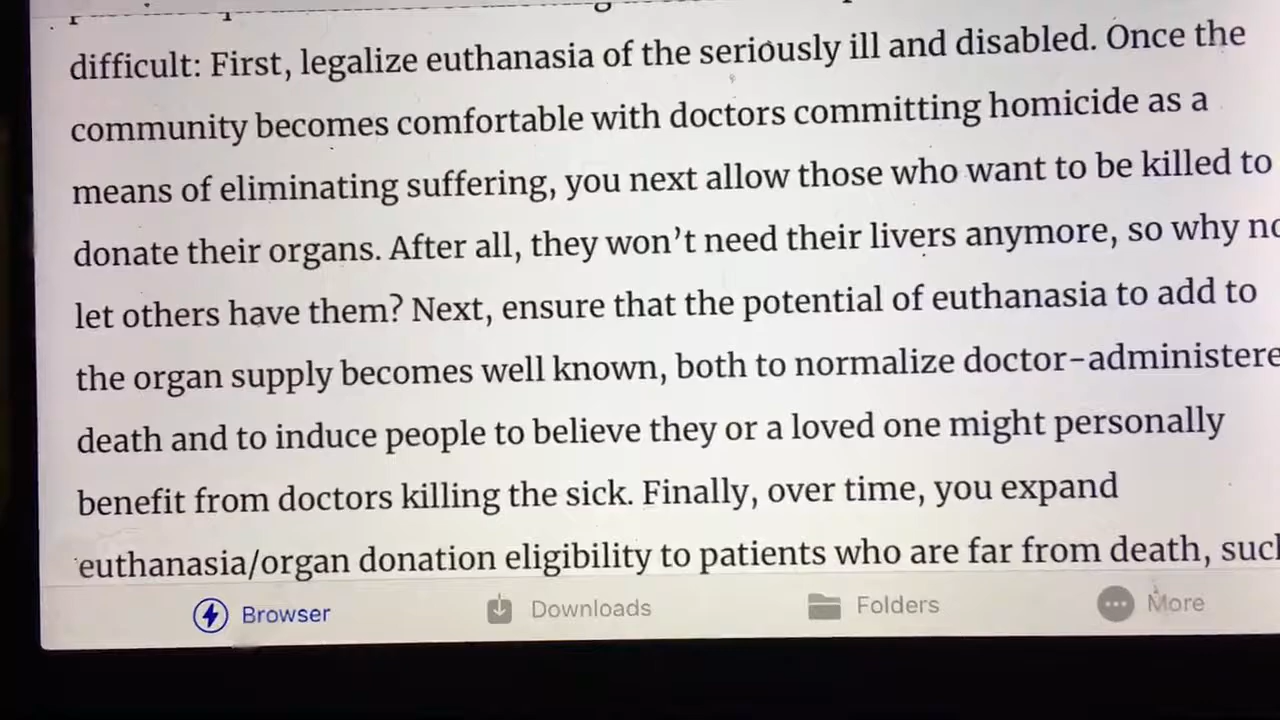 difficult: First, legalize euthanasia of the seriously ill and disabled. Once the
community becomes comfortable with doctors committing homicide as a
means of eliminating suffering, you next allow those who want to be killed to
donate their organs. After all, they won't need their livers anymore, so why
let others have them? Next, ensure that the potential of euthanasia to add to
the organ supply becomes well known, both to normalize doctor-administere
death and to induce people to believe they or a loved one might personally
benefit from doctors killing the sick. Finally, over time, you expand
euthanasia/organ donation eligibility to patients who are far from death, such
Browser Downloads Folders More